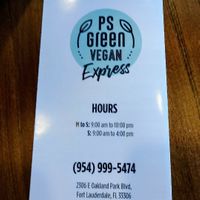 PS
Green
VEGAN
Express
HOURS
M to S: 9:00 am to 10:00 pm
S: 9:00 am to 4:00 pm
(954) 999-5474
2306 E Oakland Park Blvd,
Fort Lauderdale, FL 33306